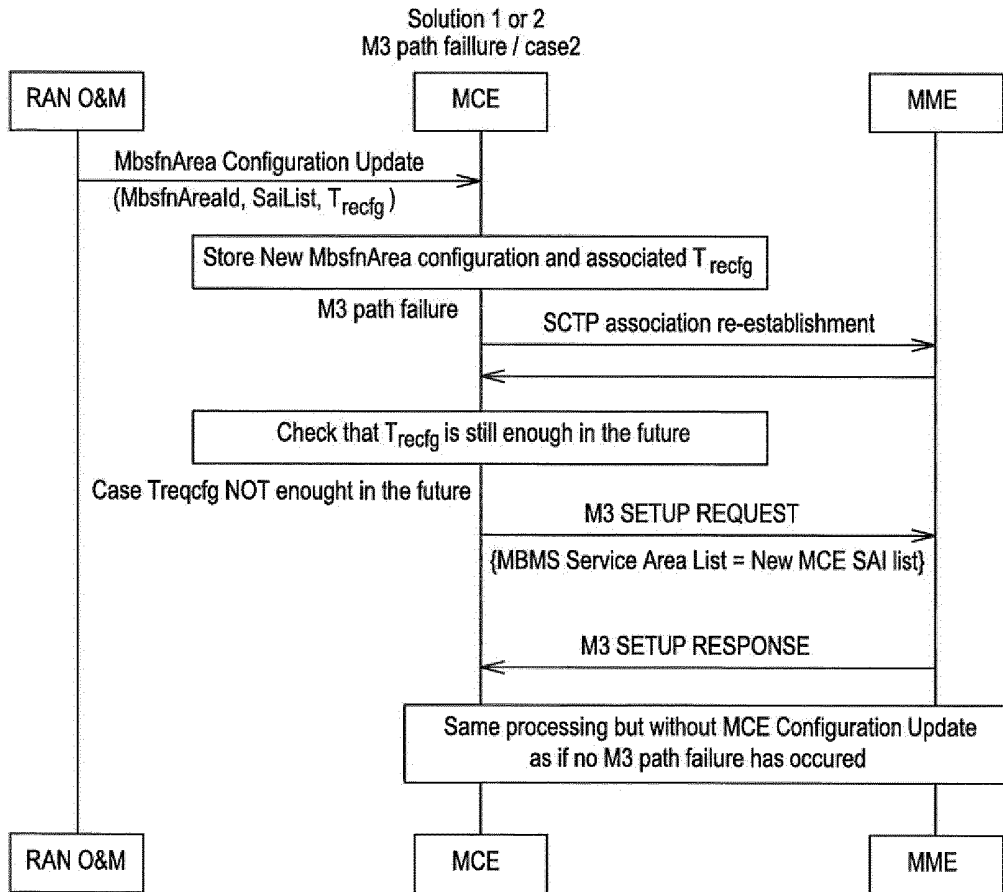 Solution 1 or 2
M3 path faillure / case2
RAN O&M
MCE
MME
MbsfnArea Configuration Update
(MbsfnAreaId, SaiList, Trecfg )
Store New MbsfnArea configuration and associated Trecfg
M3 path failure
SCTP association re-establishment
Check that Trecfg is still enough in the future
Case Treqcfg NOT enought in the future
M3 SETUP REQUEST
{MBMS Service Area List = New MCE SAI list}
M3 SETUP RESPONSE
Same processing but without MCE Configuration Update
as if no M3 path failure has occured
RAN O&M
MCE
MME